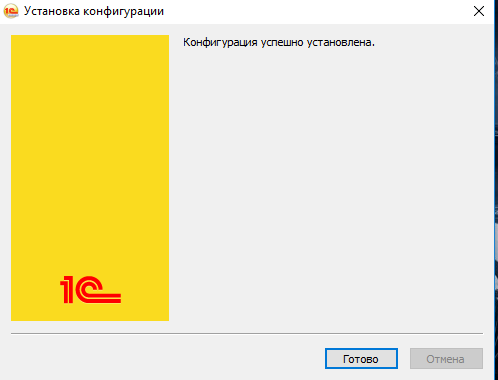 Установка конфигурации
Конфигурация успешно установлена.
1С
Готово
Отмена